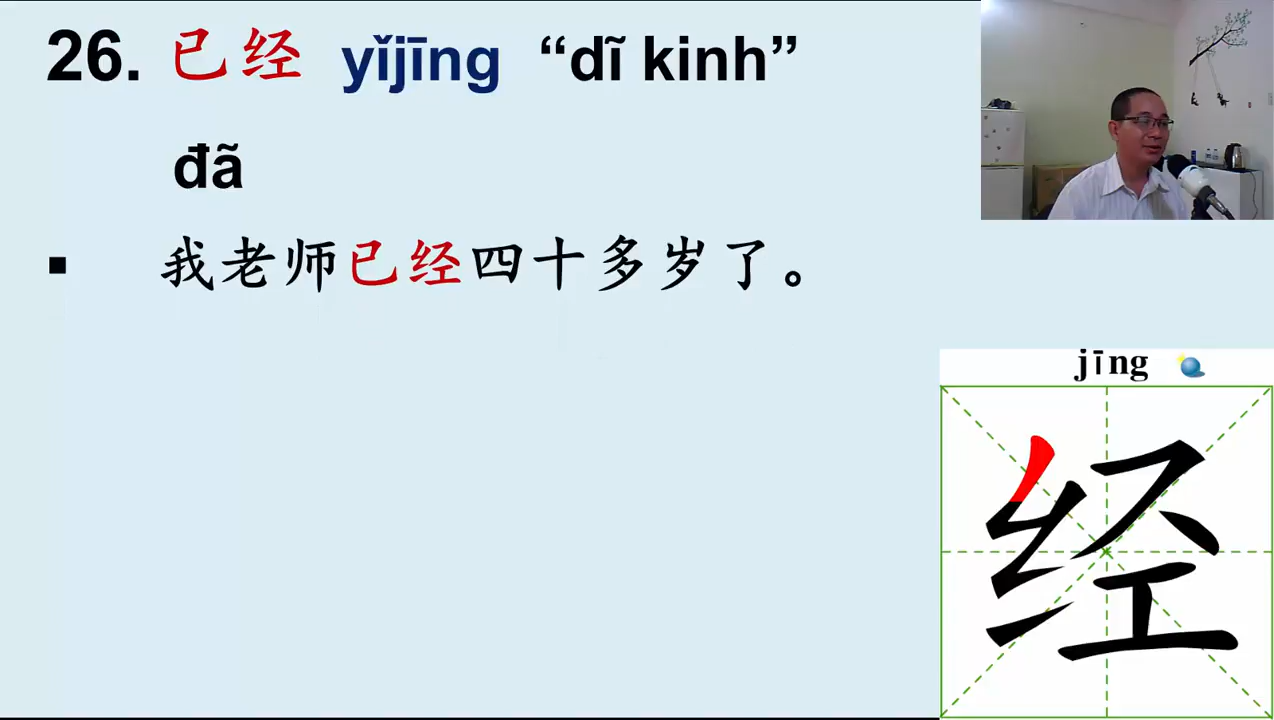 26. 已经 yǐjīng “dĩ kinh”
đã
▪ 我老师已经四十多岁了。
jīng
经